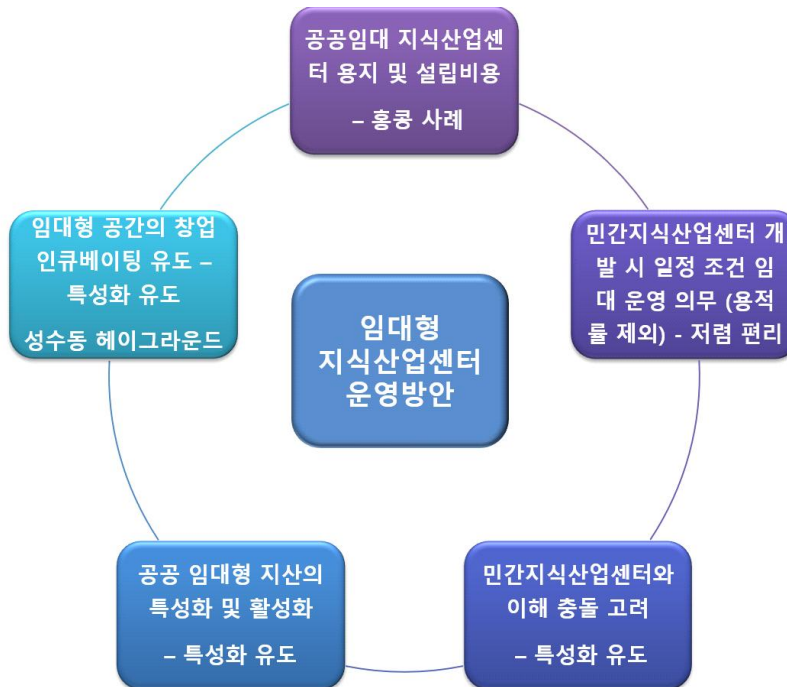 공공임대 지식산업센
터 용지 및 설립비용
– 홍콩 사례
임대형 공간의 창업
인큐베이팅 유도 –
특성화 유도
성수동 헤이그라운드
민간지식산업센터 개
발 시 일정 조건 임
대 운영 의무 (용적
률 제외) - 저렴 편리
임대형
지식산업센터
운영방안
공공 임대형 지산의
특성화 및 활성화
– 특성화 유도
민간지식산업센터와
이해 충돌 고려
– 특성화 유도